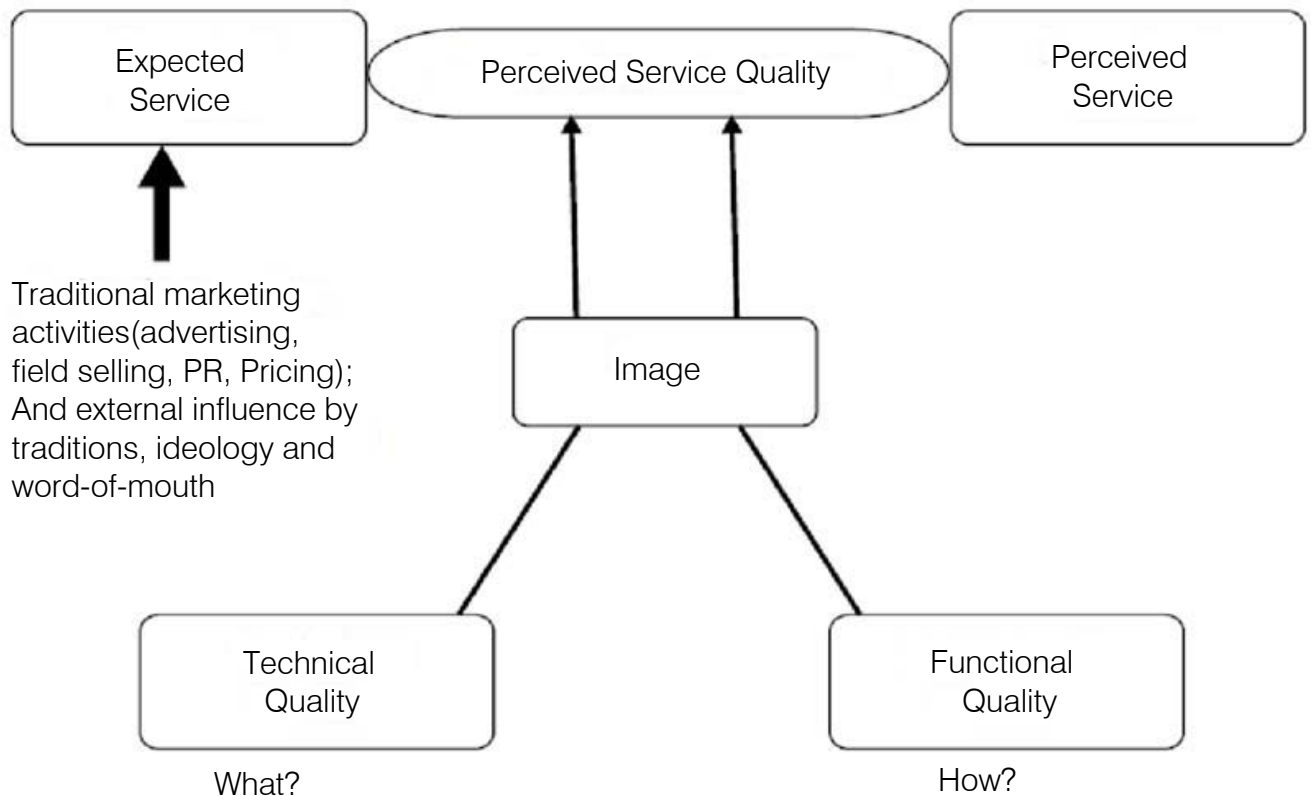 Expected
Service
Perceived Service Quality
Perceived
Service
Traditional marketing
activities(advertising,
field selling, PR, Pricing);
And external influence by
traditions, ideology and
word-of-mouth
Image
Technical
Quality
Functional
Quality
What?
How?